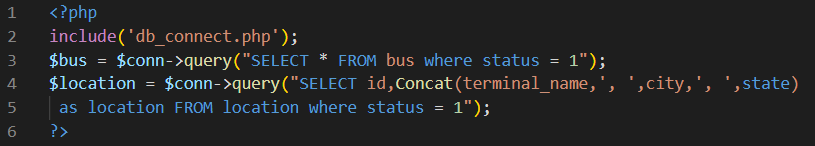 1 <?php
2 include('db_connect.php');
3 $bus = $conn->query("SELECT * FROM bus where status = 1");
4 $location = $conn->query("SELECT id,Concat(terminal_name,', ',city,', ',state)
5  as location FROM location where status = 1");
6 ?>